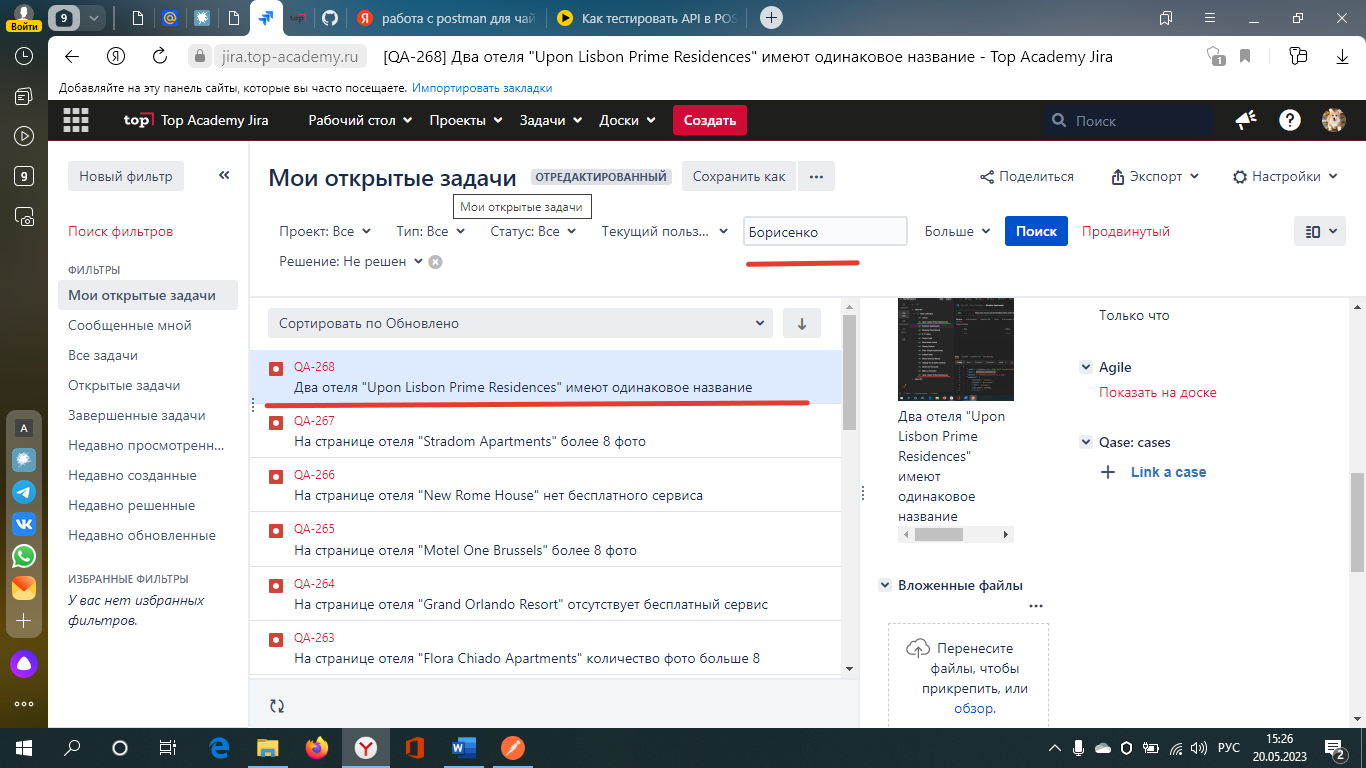 Войти
9
работа с postman для чай
Как тестировать API в POS
jira.top-academy.ru
[QA-268] Два отеля "Upon Lisbon Prime Residences" имеют одинаковое название - Top Academy Jira
1
Добавляйте на эту панель сайты, которые вы часто посещаете. Импортировать закладки
top Top Academy Jira
Рабочий стол
Проекты
Задачи
Доски
Создать
Поиск
Новый фильтр
Поиск фильтров
ФИЛЬТРЫ
Мои открытые задачи
Сообщенные мной
Все задачи
Открытые задачи
Завершенные задачи
Недавно просмотренн...
Недавно созданные
Недавно решенные
Недавно обновленные
ИЗБРАННЫЕ ФИЛЬТРЫ
У вас нет избранных
фильтров.
Мои открытые задачи
ОТРЕДАКТИРОВАННЫЙ
Сохранить как
Поделиться
Экспорт
Настройки
Мои открытые задачи
Проект: Все
Тип: Все
Статус: Все
Текущий польз...
Борисенко
Больше
Поиск
Продвинутый
Решение: Не решен
Сортировать по Обновлено
QA-268
Два отеля "Upon Lisbon Prime Residences" имеют одинаковое название
QA-267
На странице отеля "Stradom Apartments" более 8 фото
QA-266
На странице отеля "New Rome House" нет бесплатного сервиса
QA-265
На странице отеля "Motel One Brussels" более 8 фото
QA-264
На странице отеля "Grand Orlando Resort" отсутствует бесплатный сервис
QA-263
На странице отеля "Flora Chiado Apartments" количество фото больше 8
Два отеля "Upon
Lisbon Prime
Residences"
имеют
одинаковое
название
Вложенные файлы
Перенесите
файлы, чтобы
прикрепить, или
обзор.
Только что
Agile
Показать на доске
Qase: cases
Link a case
9
A
РУС
15:26
20.05.2023
2